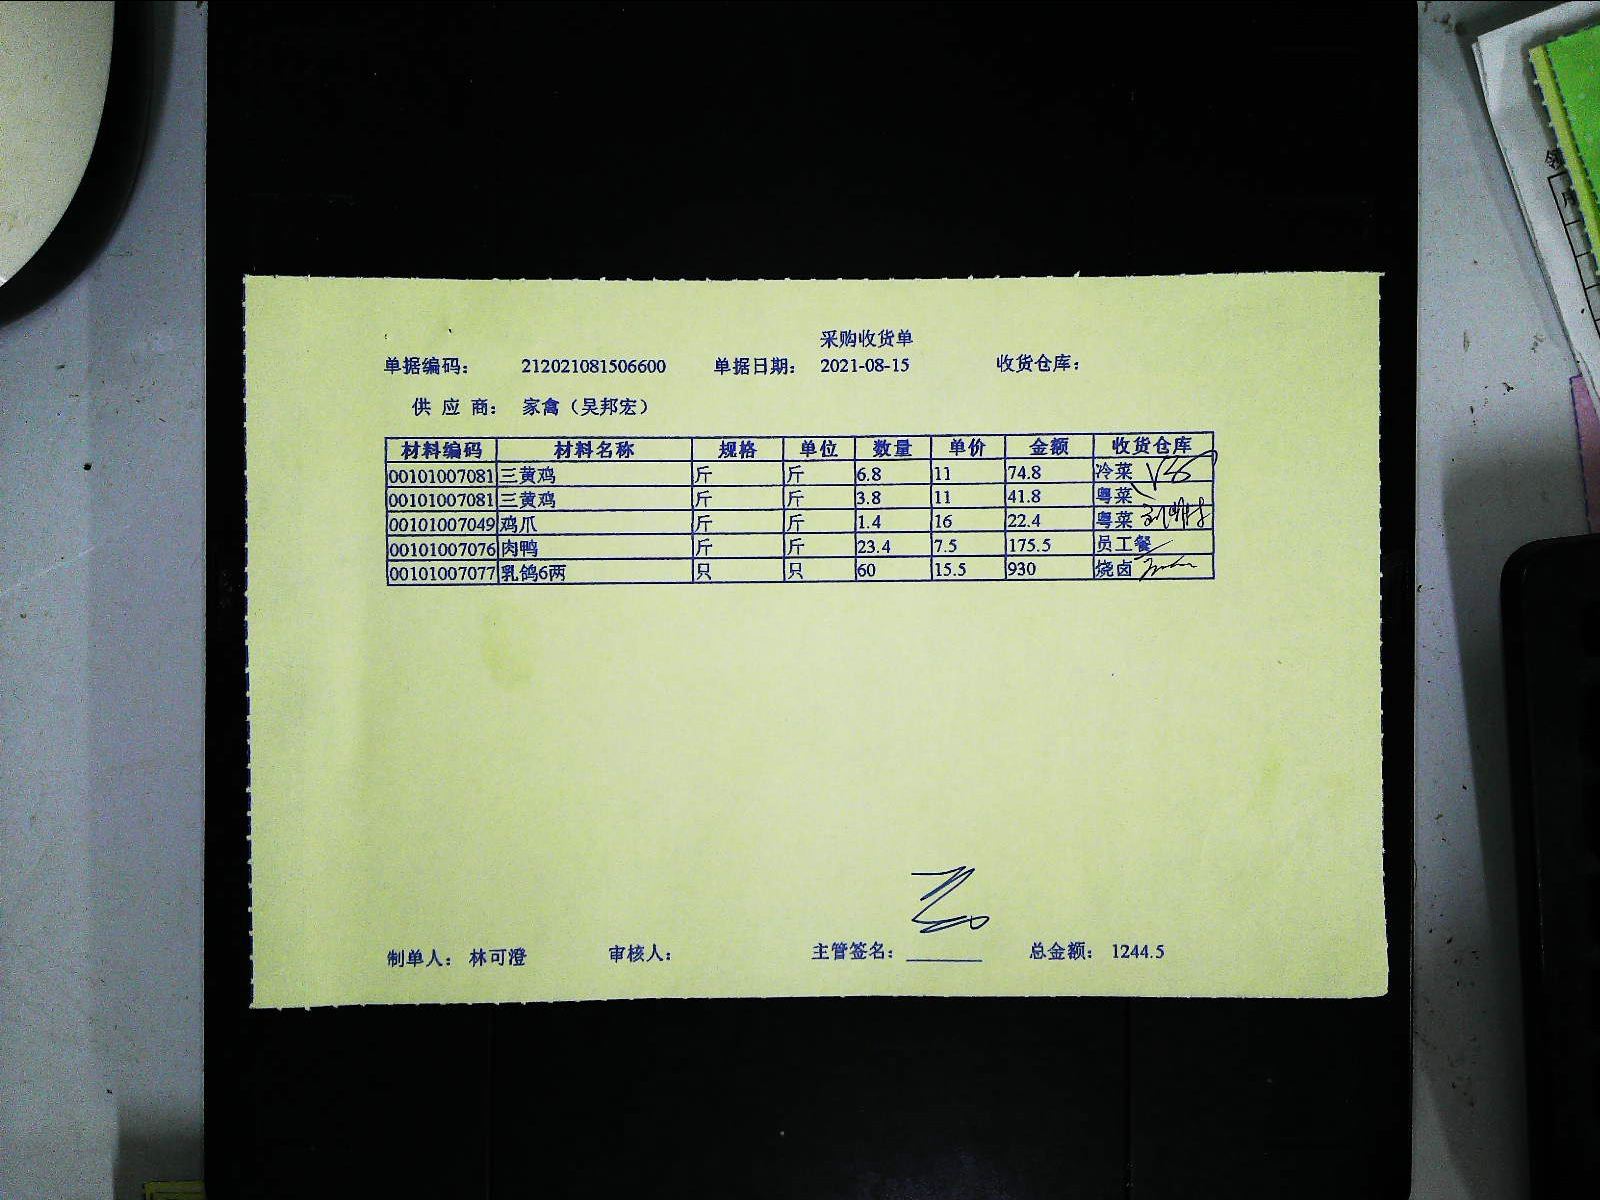 采购收货单
单据编码： 212021081506600 单据日期： 2021-08-15 收货仓库：
供 应 商： 家禽（吴邦宏）
材料编码 材料名称 规格 单位 数量 单价 金额 收货仓库
00101007081 三黄鸡 斤 斤 6.8 11 74.8 冷菜
00101007081 三黄鸡 斤 斤 3.8 11 41.8 粤菜
00101007049 鸡爪 斤 斤 1.4 16 22.4 粤菜
00101007076 肉鸭 斤 斤 23.4 7.5 175.5 员工餐
00101007077 乳鸽6两 只 只 60 15.5 930 烧卤
制单人： 林可澄 审核人： 主管签名： 总金额： 1244.5